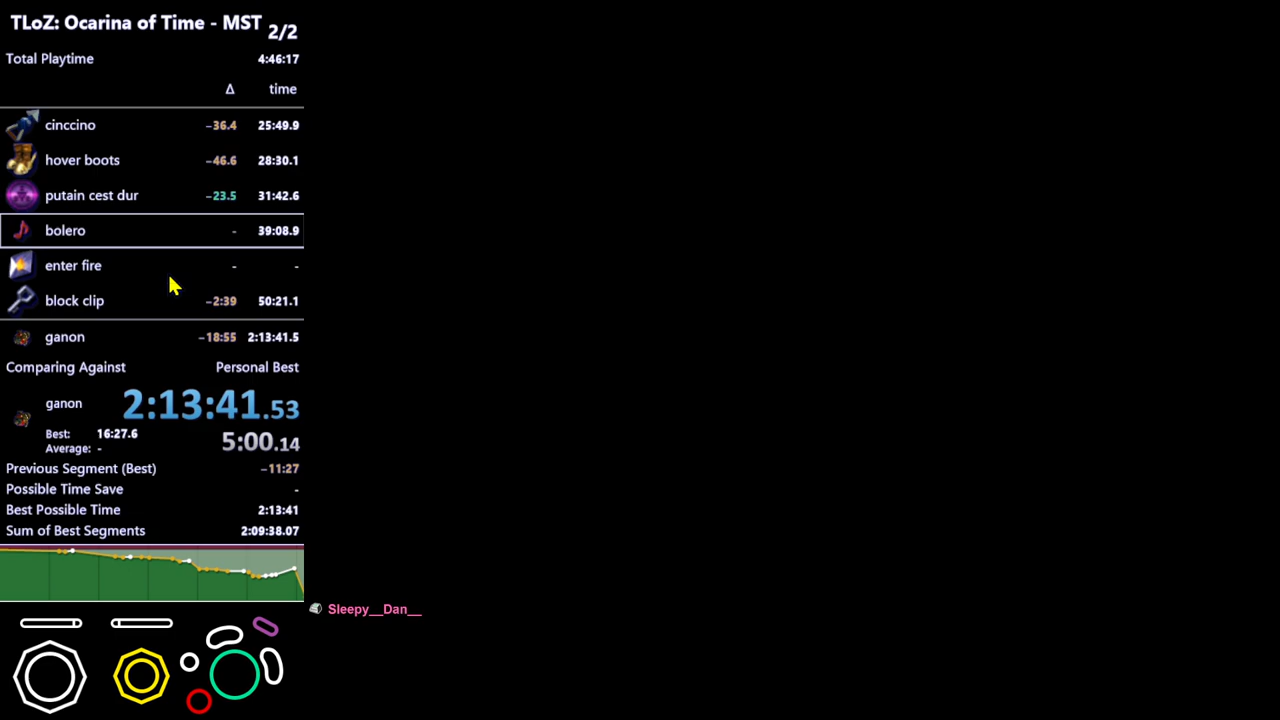 TLoZ: Ocarina of Time - MST 2/2
Total Playtime 4:46:17
Δ time
cinccino −36.4 25:49.9
hover boots −46.6 28:30.1
putain cest dur −23.5 31:42.6
bolero - 39:08.9
enter fire - -
block clip −2:39 50:21.1
ganon −18:55 2:13:41.5
Comparing Against Personal Best
ganon 2:13:41.53
Best: 16:27.6 5:00.14
Average: -
Previous Segment (Best) −11:27
Possible Time Save -
Best Possible Time 2:13:41
Sum of Best Segments 2:09:38.07
Sleepy__Dan__